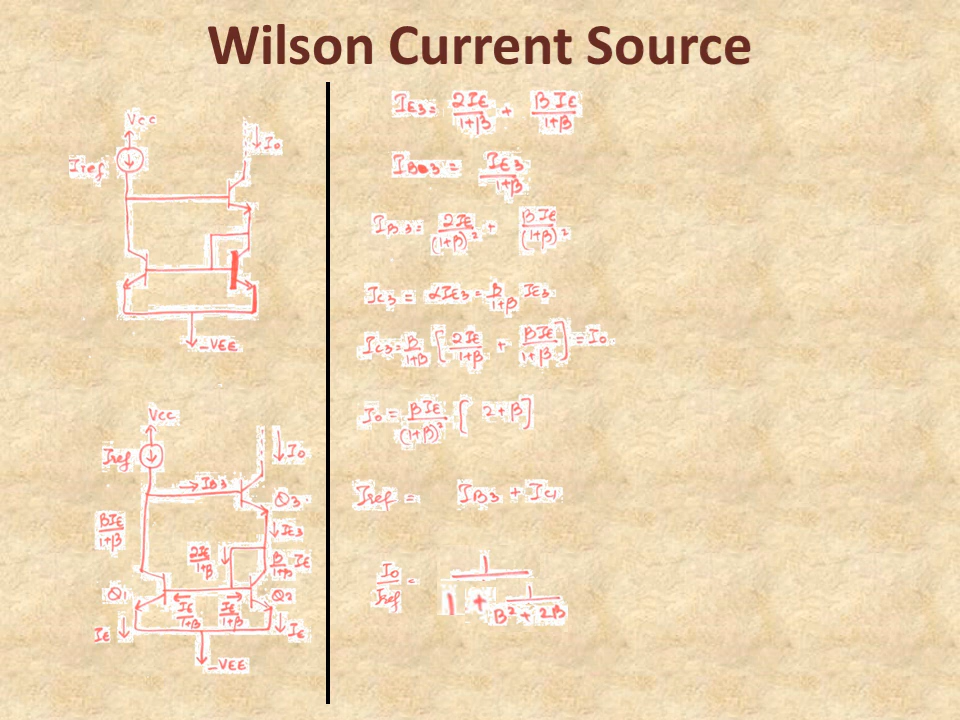 Wilson Current Source
Vcc
Iref
Io
-VEE
Vcc
Iref
Io
IB3
Q3
βIE/1+β
IE3
2IE/1+β
β/1+β IE
Q1
IE/1+β
IE/1+β
Q2
IE
IE
-VEE
IE3 = 2IE/1+β + βIE/1+β
IB3 = IE3/1+β
IB3 = 2IE/(1+β)² + βIE/(1+β)²
IC3 = αIE3 = β/1+β IE3
IC3 = β/1+β [2IE/1+β + βIE/1+β] = Io
Io = βIE/(1+β)² [2+β]
Iref = IB3 + IC1
Io/Iref = 1/1 + 1/β² + 2β